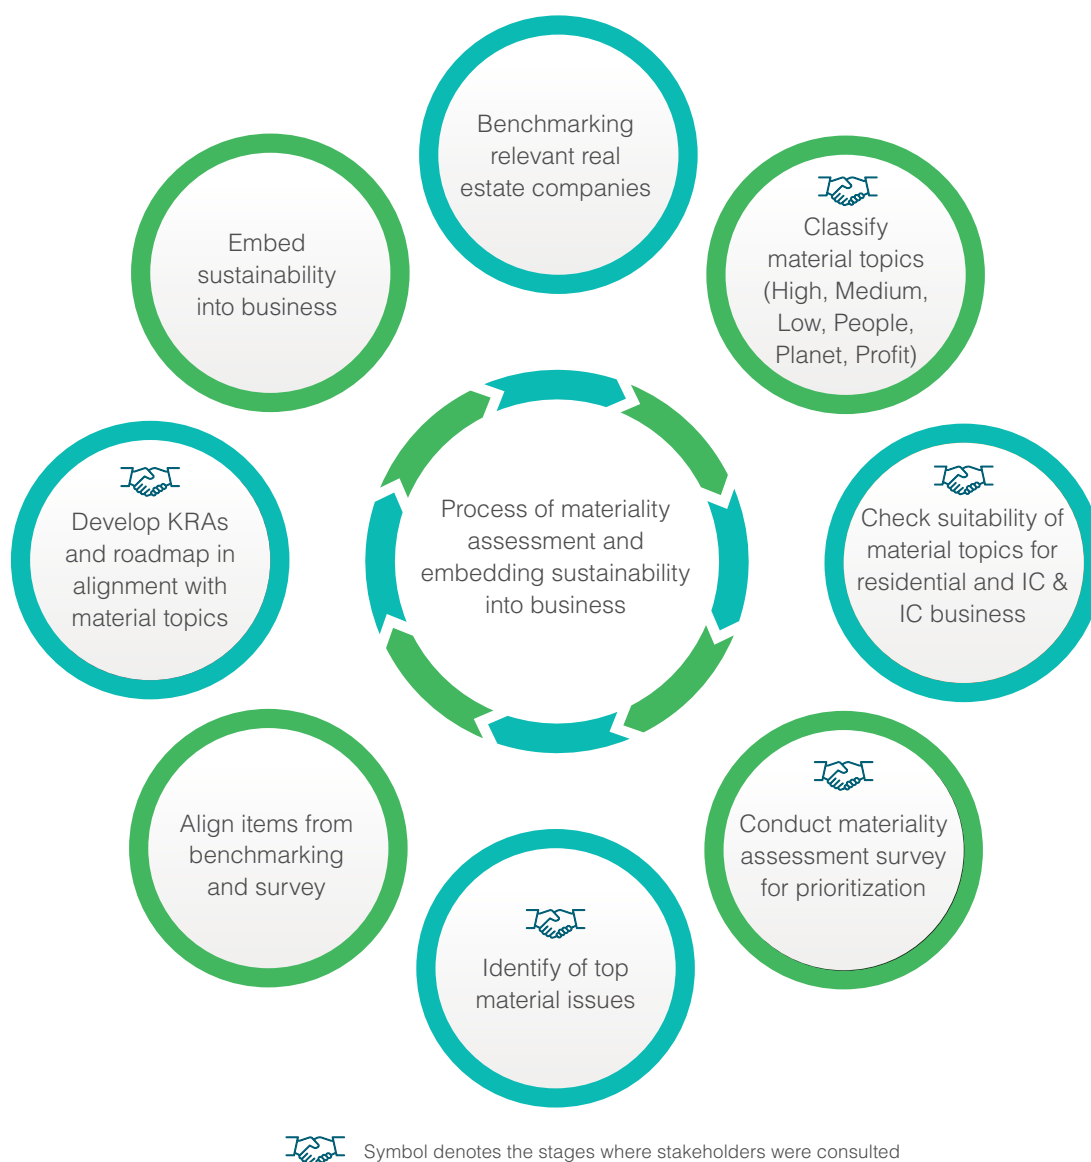 Benchmarking
relevant real
estate companies
Classify
material topics
(High, Medium,
Low, People,
Planet, Profit)
Check suitability of
material topics for
residential and IC &
IC business
Conduct materiality
assessment survey
for prioritization
Identify of top
material issues
Align items from
benchmarking
and survey
Develop KRAs
and roadmap in
alignment with
material topics
Embed
sustainability
into business
Process of materiality
assessment and
embedding sustainability
into business
Symbol denotes the stages where stakeholders were consulted